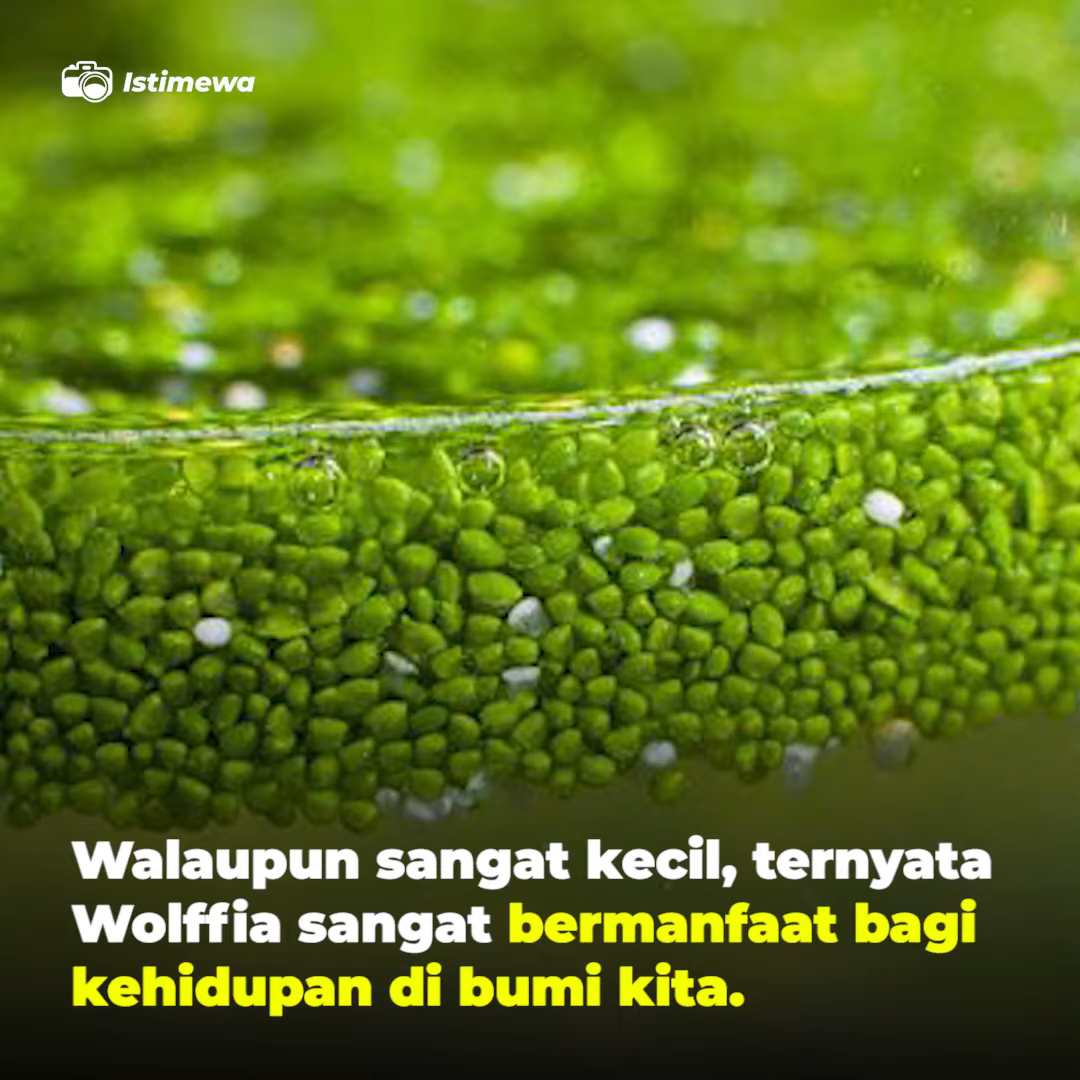 Istimewa
Walaupun sangat kecil, ternyata
Wolffia sangat bermanfaat bagi
kehidupan di bumi kita.